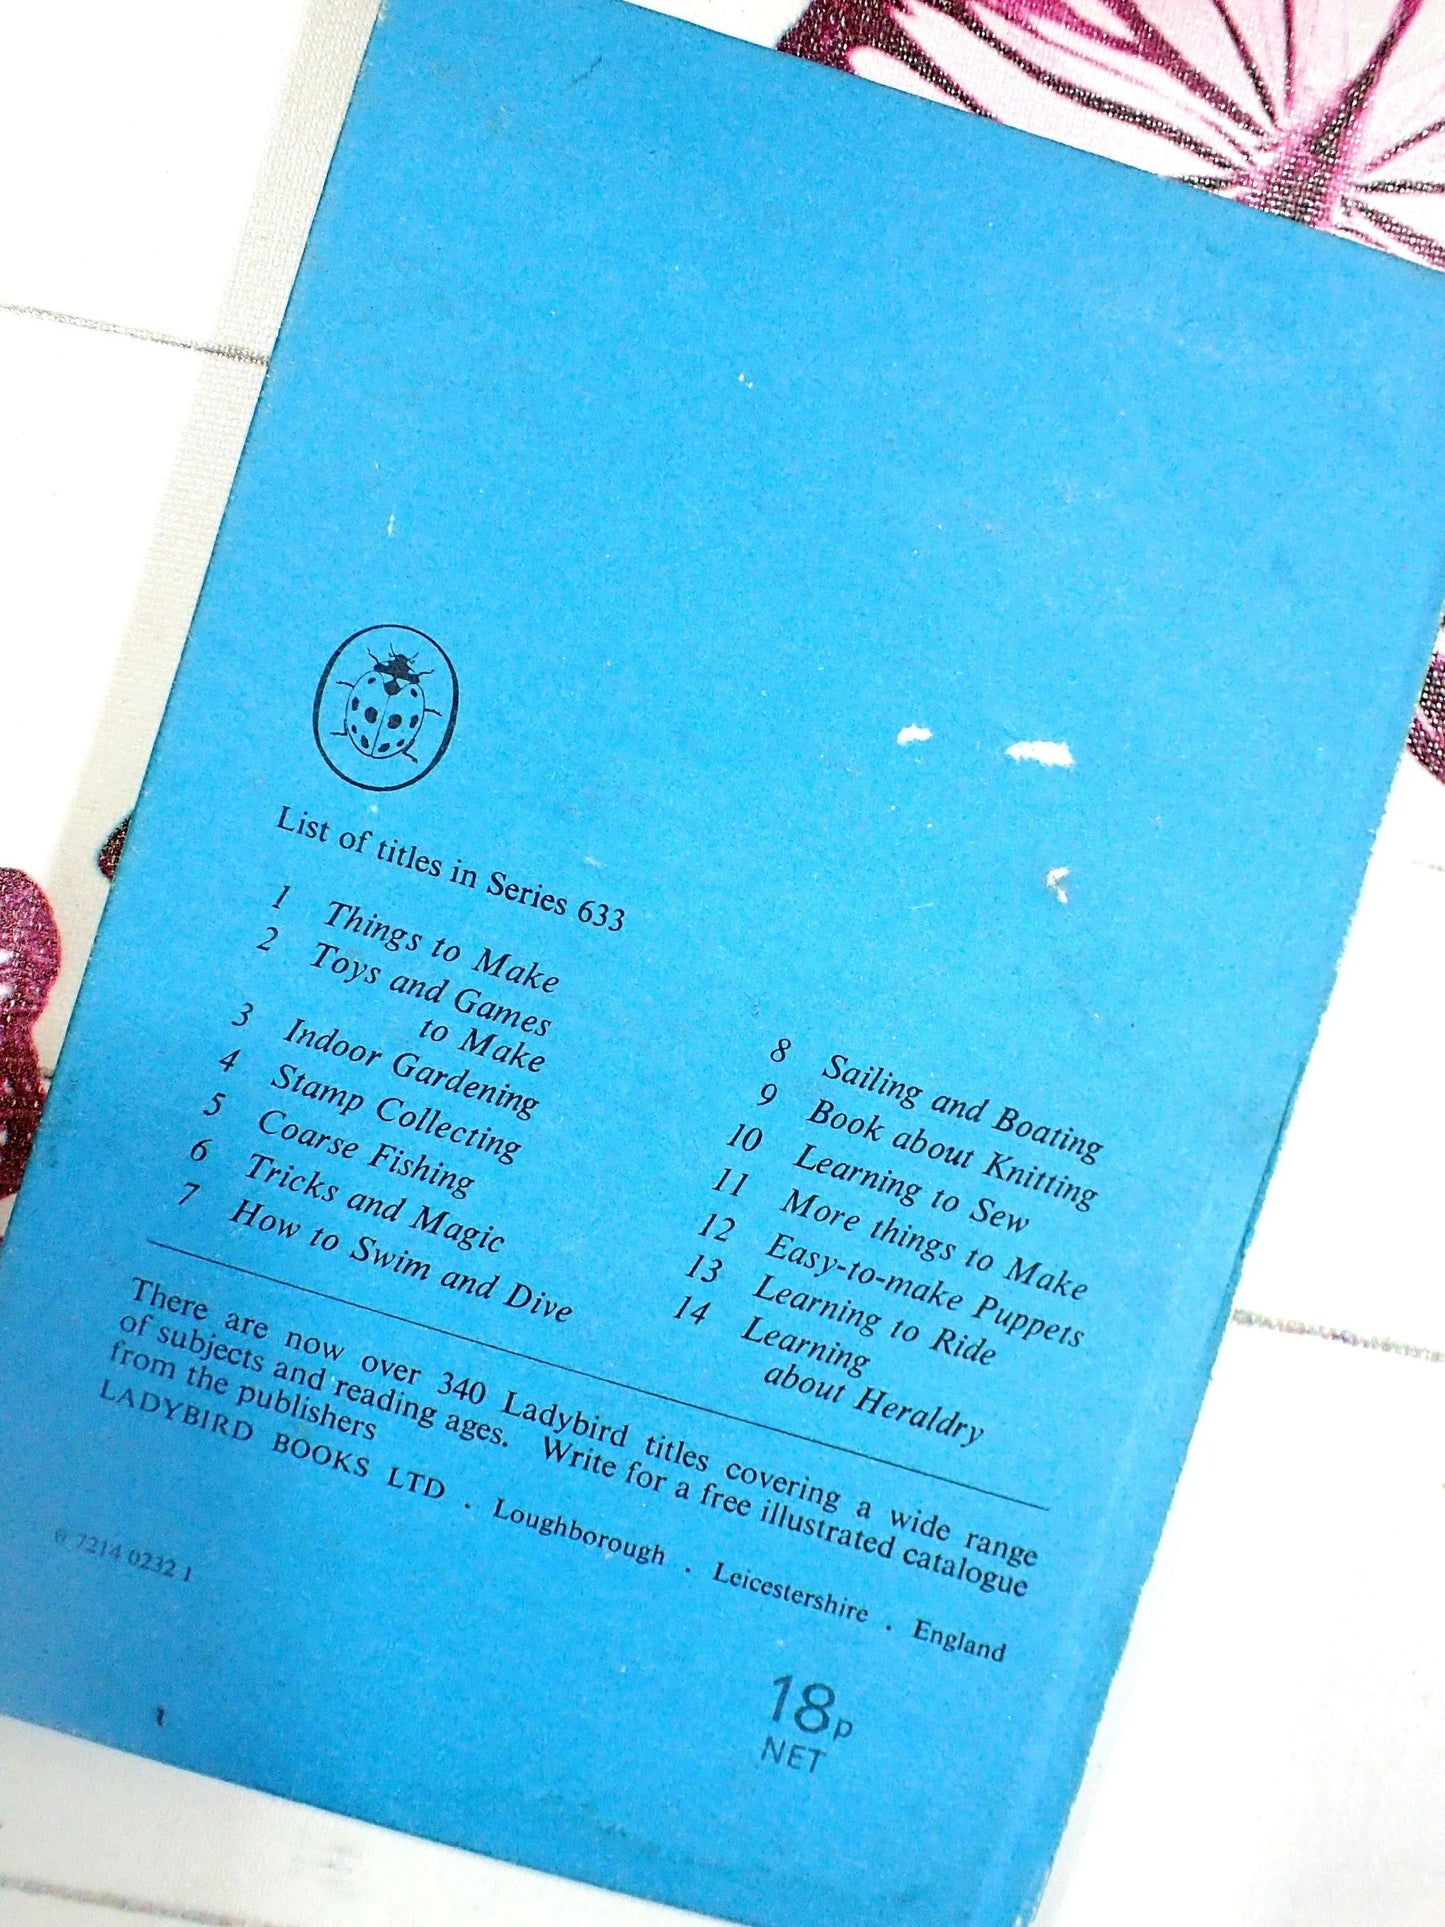 List of titles in Series 633
1 Things to Make
2 Toys and Games
to Make
3 Indoor Gardening
4 Stamp Collecting
5 Coarse Fishing
6 Tricks and Magic
7 How to Swim and Dive
8 Sailing and Boating
9 Book about Knitting
10 Learning to Sew
11 More things to Make
12 Easy-to-make Puppets
13 Learning to Ride
14 Learning
about Heraldry
There are now over 340 Ladybird titles covering a wide range
of subjects and reading ages. Write for a free illustrated catalogue
from the publishers
LADYBIRD BOOKS LTD . Loughborough . Leicestershire . England
0 7214 0232 1
18p
NET